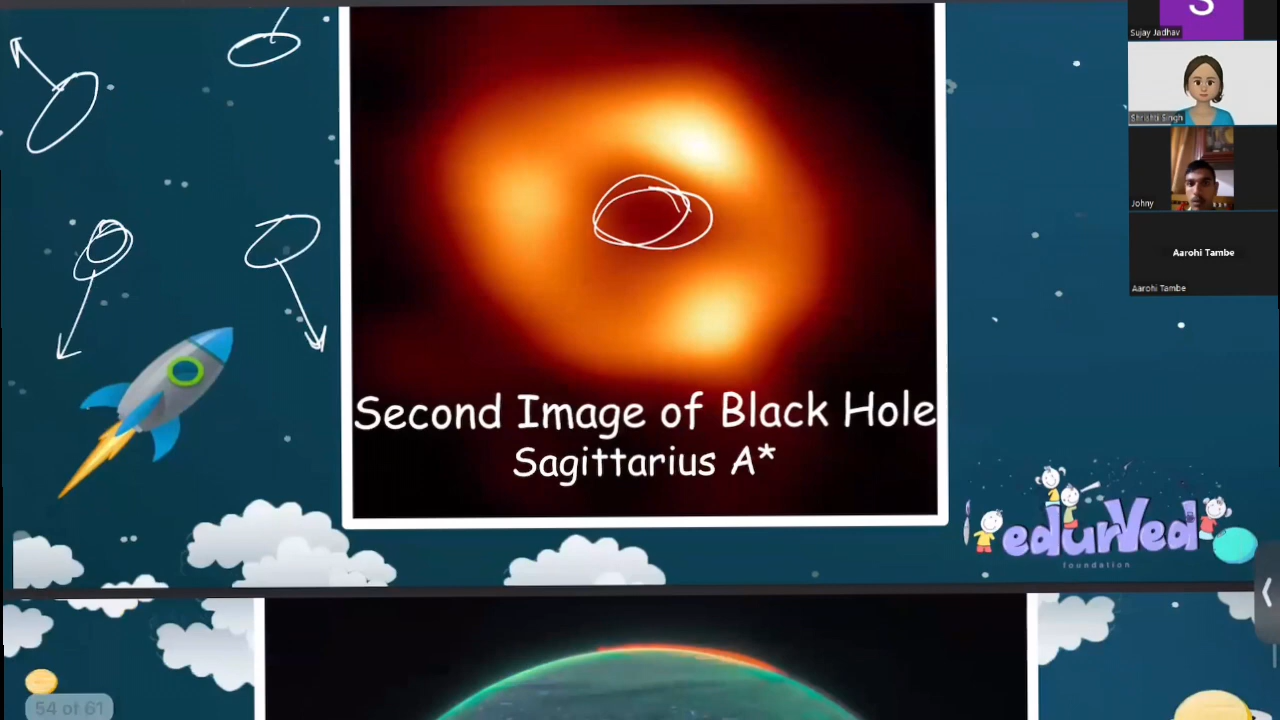 S
Sujay Jadhav
Shrishti Singh
Johny
Aarohi Tambe
Aarohi Tambe
Second Image of Black Hole
Sagittarius A*
edurVed
foundation
54 of 61